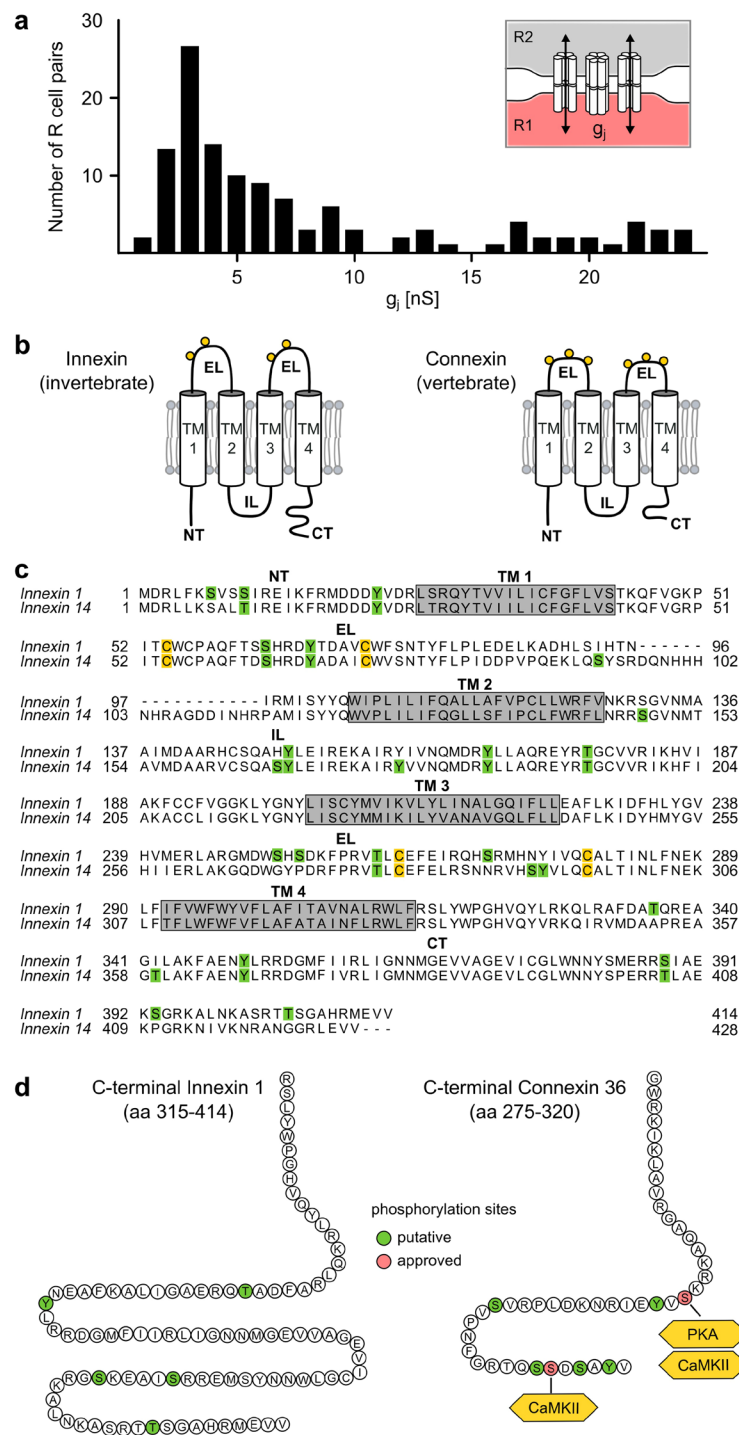 a
Number of R cell pairs
30
20
10
5
10
15
20
gj [nS]
R2
R1
gj
b
Innexin
(invertebrate)
EL
EL
TM
1
TM
2
TM
3
TM
4
IL
NT
CT
Connexin
(vertebrate)
EL
EL
TM
1
TM
2
TM
3
TM
4
IL
NT
CT
c
NT TM 1
Innexin 1 1 MDRLFKSVSSIREIKFRMDDDYVDRLSRQYTVVILICFGFLVSTKQFVGKP 51
Innexin 14 1 MDRLLKSALTIREIKFRMDDDYVDRLTRQYTVVILICFGFLVSTKQFVGRP 51
EL
Innexin 1 52 ITCWCPAQFTSSHRDYTDAVCWFSNTYFLPLEDELKADHLSIHTN------ 96
Innexin 14 52 ITCWCPAQFTDSHRDYADAICWVSNTYFLPIDDPVPQEKLQSYSRDQNHHH 102
TM 2
Innexin 1 97 -----------IRMISYYQWIPLILIFQALLAFVPCLLWRFVNKRSGVNMA 136
Innexin 14 103 NHRAGDDINHRPAMISYYQWVPLILIFQGLLSFIPCLFWRFLNRRSGVNMT 153
IL
Innexin 1 137 AIMDAARHCSQAHYLEIREKAIRYIVNQMDRYLLAQREYRTGCVVRIKHVI 187
Innexin 14 154 AVMDAARVCSQASYLEIREKAIRYVVNQMDRYLLAQREYRTGCVVRIKHFI 204
TM 3
Innexin 1 188 AKFCCFVGGKLYGNYLISCYMVIKVLYLINALGQIFLLEAFLKIDFHLYGV 238
Innexin 14 205 AKACCLIGGKLYGNYLISCYMMIKILYVANAVGQLFLLDAFLKIDYHMYGV 255
EL
Innexin 1 239 HVMERLARGMDWSHSDKFPRVTLCEFEIRQHSRMHNYIVQCALTINLFNEK 289
Innexin 14 256 HIIERLAKGQDWGYPDRFPRVTLCEFELRSNNRVHSYVLQCALTINLFNEK 306
TM 4
Innexin 1 290 LFIFVWFWYVFLAFITAVNALRWLFRSLYWPGHVQYLRKQLRAFDATQREA 340
Innexin 14 307 LFTFLWFWFVFLAFATAINFLRWLFRSLYWPGHVQYVRKQIRVMDAAPREA 357
CT
Innexin 1 341 GILAKFAENYLRRDGMFIIRLIGNNMGEVVAGEVICGLWNNYSMERRSIAE 391
Innexin 14 358 GTLAKFAENYLRRDGMFIVRLIGMNMGEVVAGEVLCGLWNNYSPERRTLAE 408
Innexin 1 392 KSGRKALNKASRTTSGAHRMEVV 414
Innexin 14 409 KPGRKNIVKNRANGGRLEVV--- 428
d
C-terminal Innexin 1
(aa 315-414)
RSLYWPGHVQYLRKQLRAFDATQREAGILAKFAENYLRRDGMFIIRLIGNNMGEVVAGEVICGLWNNYSMERRSIAEKSGRKALNKASRTTSGAHRMEVV
phosphorylation sites
putative
approved
C-terminal Connexin 36
(aa 275-320)
GWRKIKLAVRGAQAKRKSVYEIRNKDLPRVSVPNFGRTQSSDSAYV
PKA
CaMKII
CaMKII